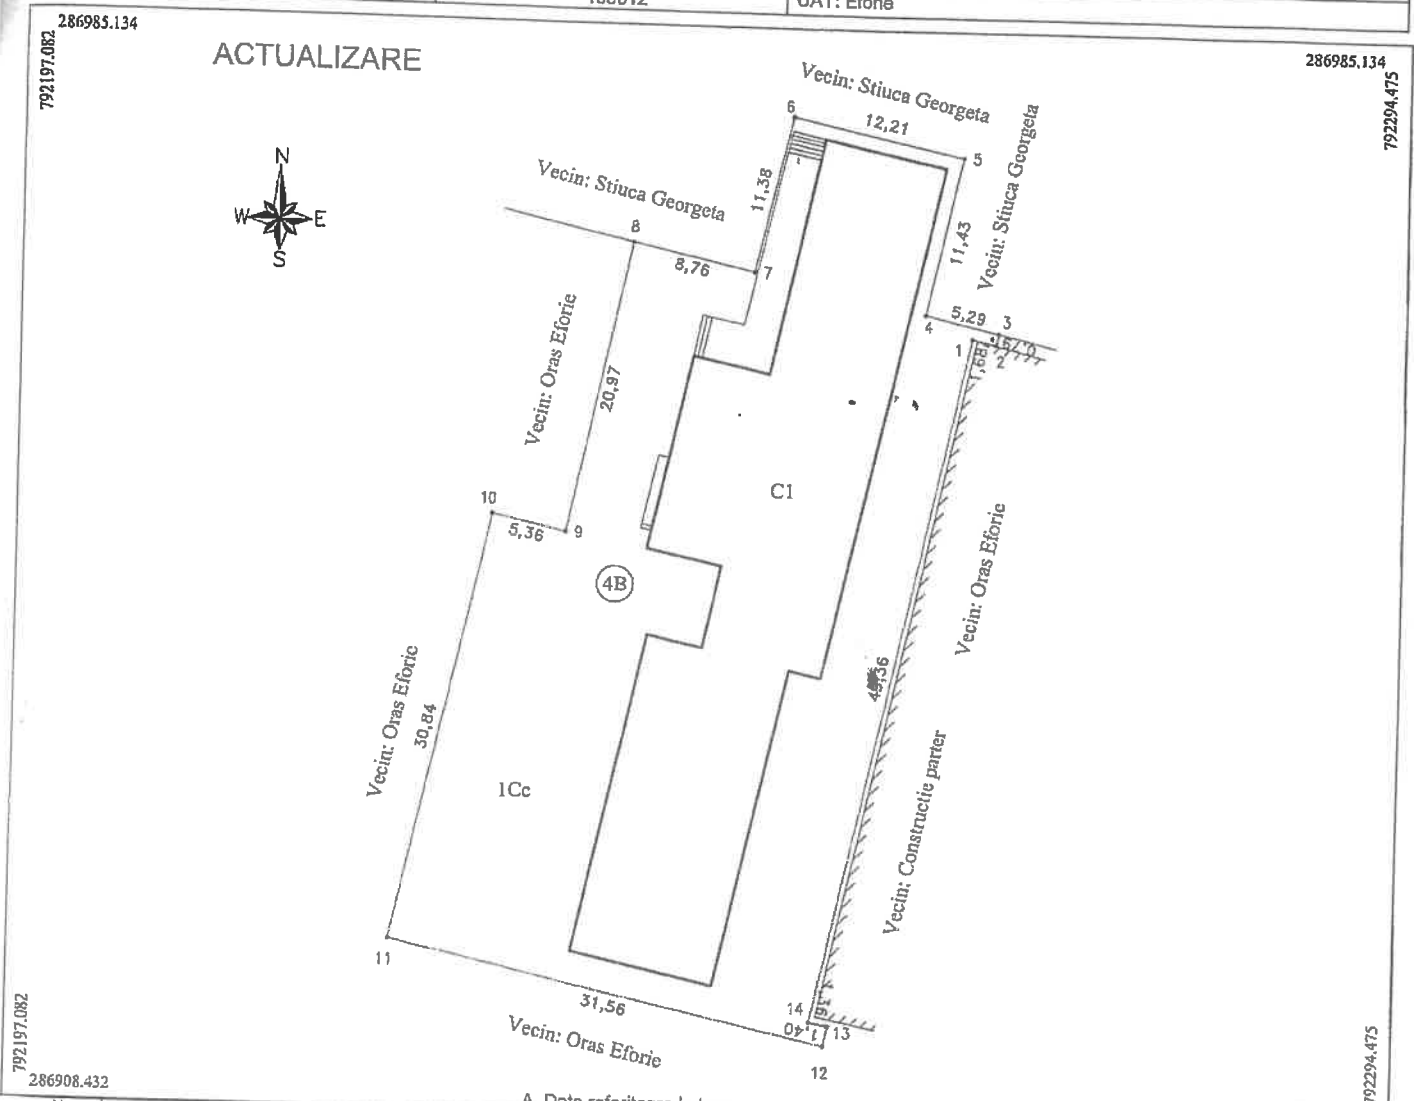 UAT: Eforie
286985.134
792197.082
ACTUALIZARE
286985,134
792294.475
N
W
E
S
Vecin: Stiuca Georgeta
6
12,21
5
Vecin: Stiuca Georgeta
11,38
Vecin: Stiuca Georgeta
8
8,76
7
11,43
4
5,29
3
1
2
1,68
Vecin: Oras Eforie
20,97
C1
10
5,36
9
4B
Vecin: Oras Eforie
Vecin: Oras Eforie
30,84
1Cc
Vecin: Constructie parter
11
31,56
Vecin: Oras Eforie
14
1,40
13
12
792197.082
286908.432
792294.475